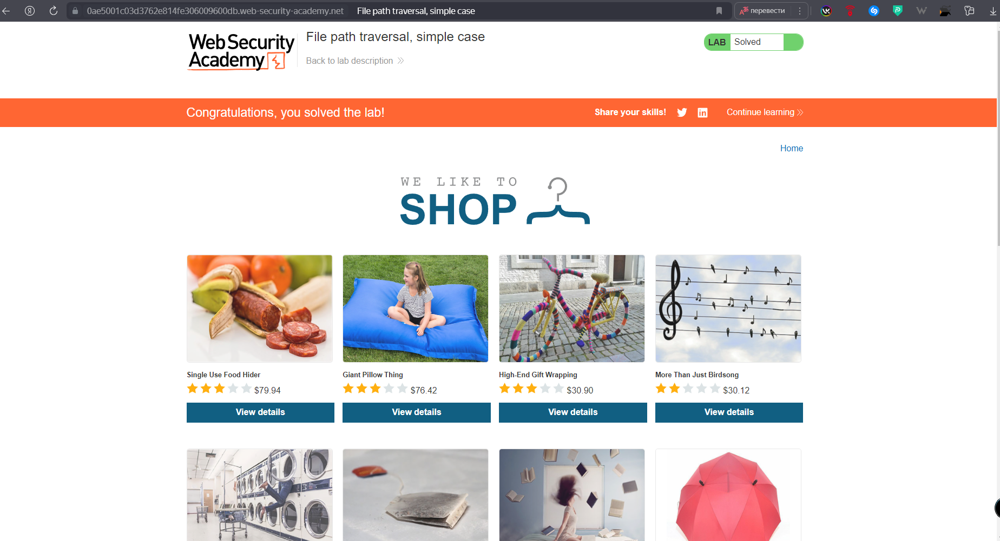 0ae5001c03d3762e814fe306009600db.web-security-academy.net File path traversal, simple case перевести
Web Security
Academy
File path traversal, simple case
Back to lab description
LAB Solved
Congratulations, you solved the lab!
Share your skills!
Continue learning
Home
WE LIKE TO
SHOP
Single Use Food Hider
$79.94
View details
Giant Pillow Thing
$76.42
View details
High-End Gift Wrapping
$30.90
View details
More Than Just Birdsong
$30.12
View details